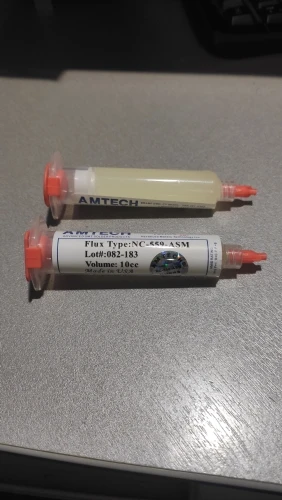 AMTECH
AMTECH
Flux Type:NC-559-ASM
Lot#:082-183
Volume: 10cc
Made in USA